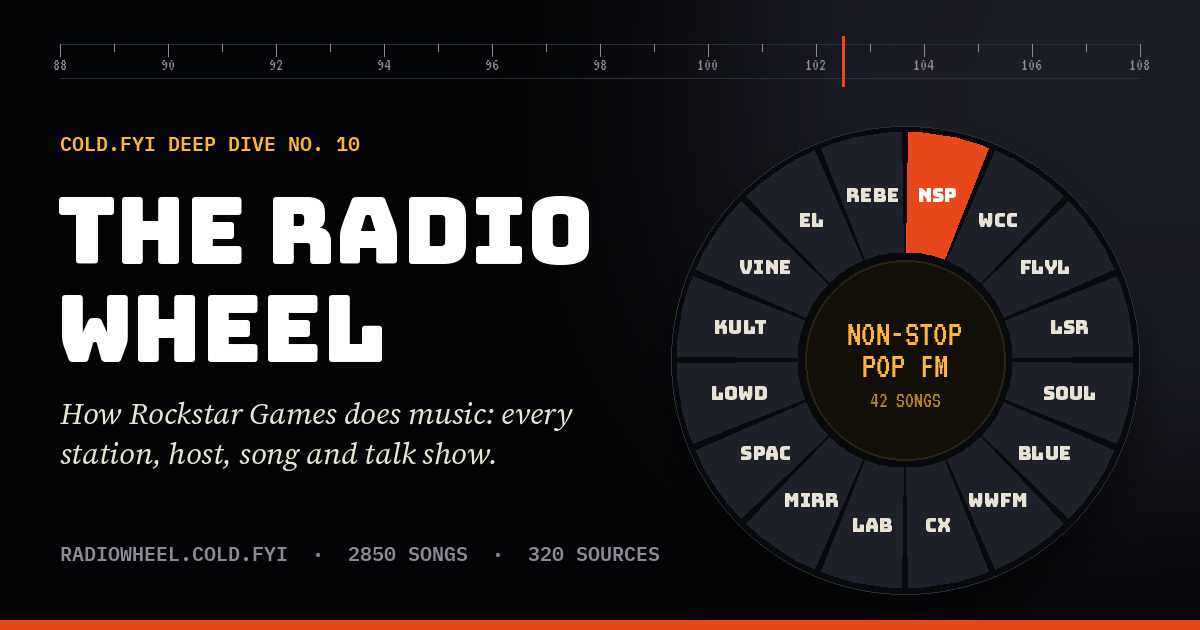 88 90 92 94 96 98 100 102 104 106 108
COLD.FYI DEEP DIVE NO. 10
THE RADIO
WHEEL
How Rockstar Games does music: every
station, host, song and talk show.
RADIOWHEEL.COLD.FYI · 2850 SONGS · 320 SOURCES
NSP
WCC
FLYL
LSR
SOUL
BLUE
WWFM
CX
LAB
MIRR
SPAC
LOWD
KULT
VINE
EL
REBE
NON-STOP
POP FM
42 SONGS